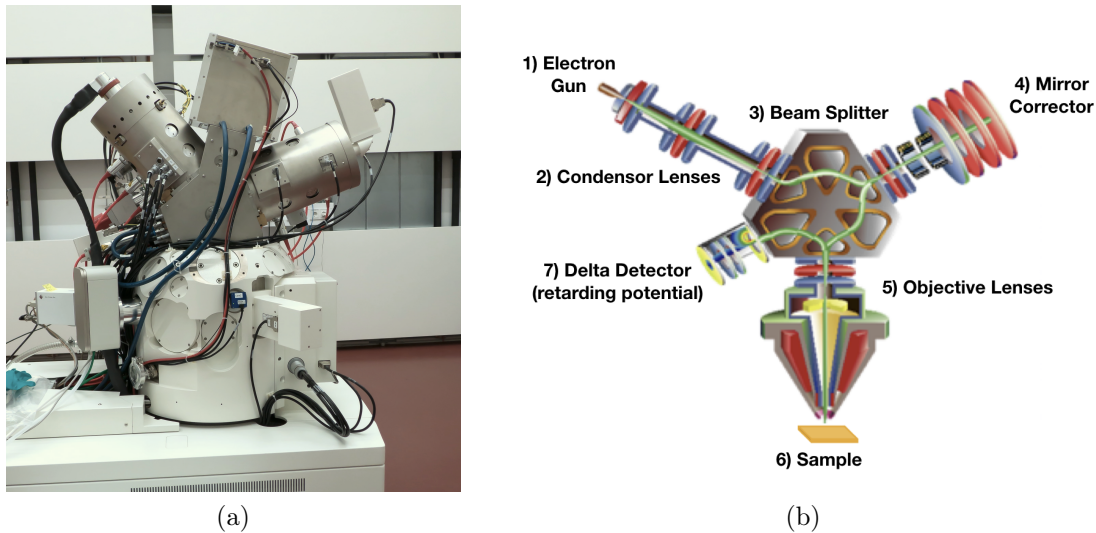 1) Electron
Gun
4) Mirror
Corrector
3) Beam Splitter
2) Condensor Lenses
7) Delta Detector
(retarding potential)
5) Objective Lenses
6) Sample
(a)
(b)